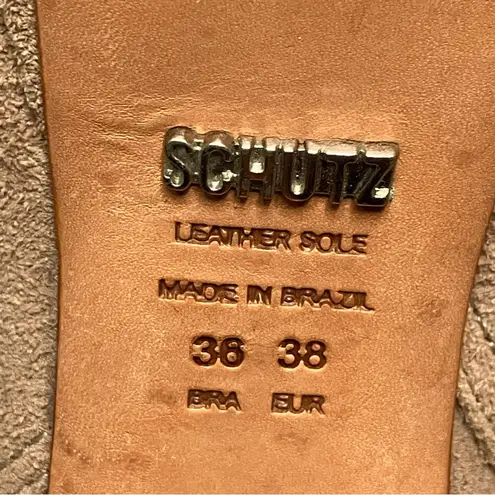 SCHUTZ
LEATHER SOLE
MADE IN BRAZIL
36 38
BRA EUR